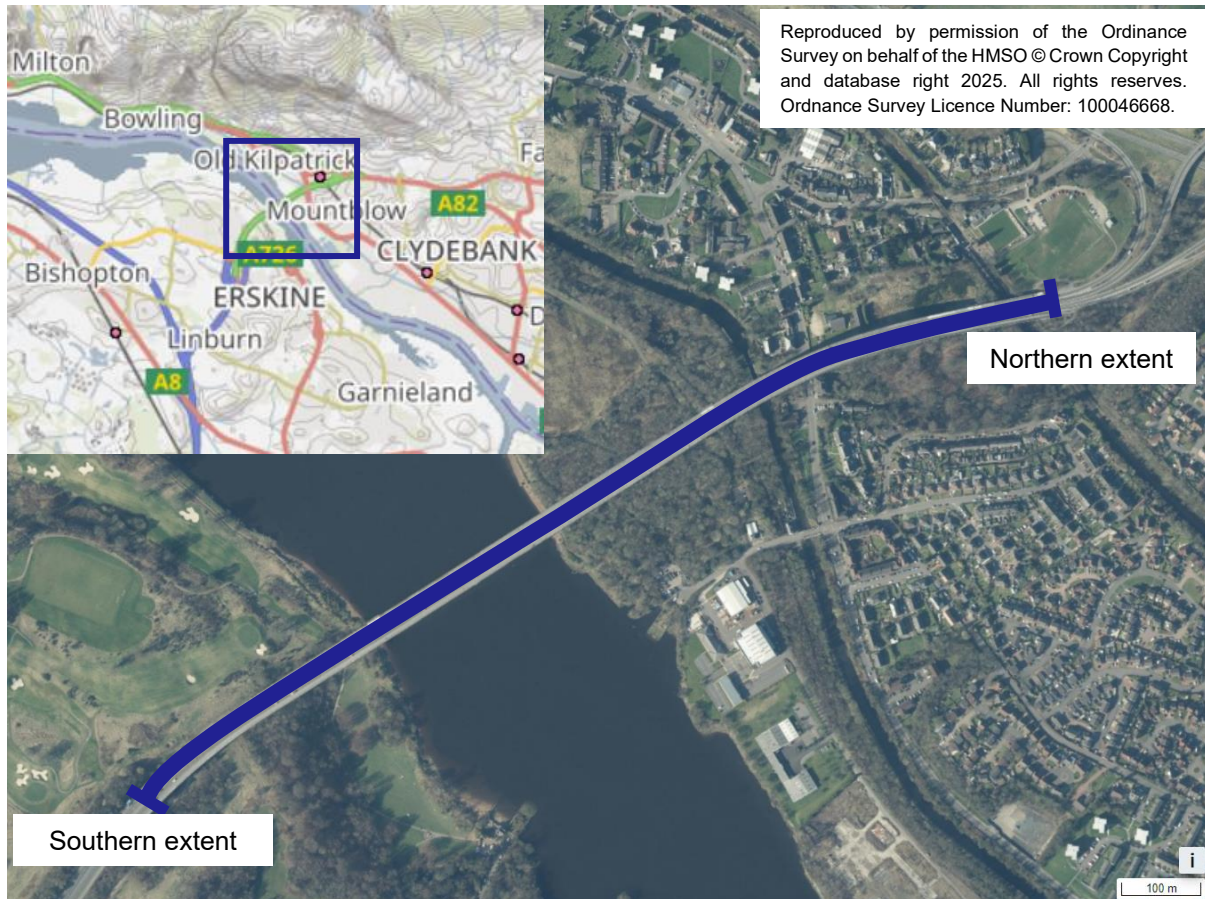 Milton
Bowling
Old Kilpatrick
Fa
Mountblow
A82
CLYDEBANK
A726
Bishopton
ERSKINE
D
Linburn
A8
Garnieland
Reproduced by permission of the Ordinance
Survey on behalf of the HMSO © Crown Copyright
and database right 2025. All rights reserves.
Ordnance Survey Licence Number: 100046668.
Northern extent
Southern extent
i
100 m